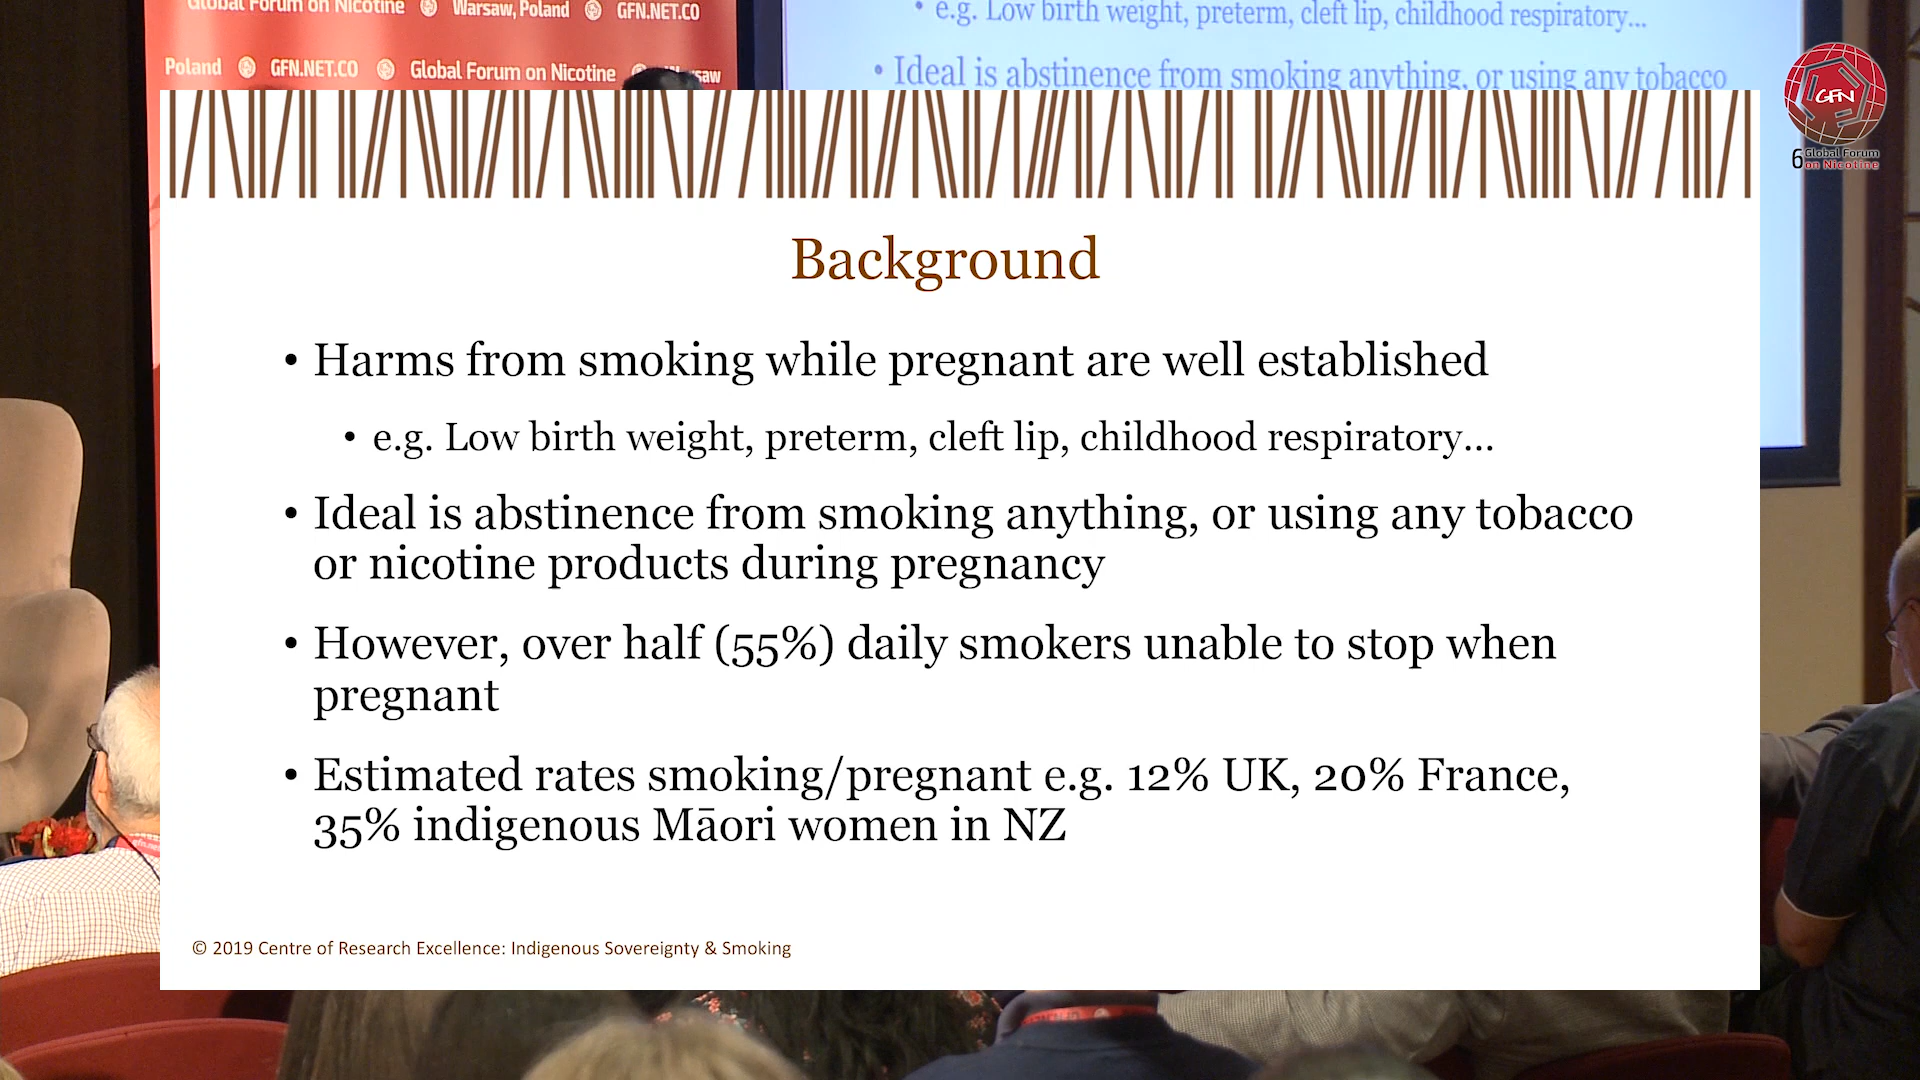 Global Forum on Nicotine Warsaw, Poland GFN.NET.CO
Poland GFN.NET.CO Global Forum on Nicotine
• e.g. Low birth weight, preterm, cleft lip, childhood respiratory...
• Ideal is abstinence from smoking anything, or using any tobacco
GFN
6 Global Forum
on Nicotine
Background
• Harms from smoking while pregnant are well established
• e.g. Low birth weight, preterm, cleft lip, childhood respiratory...
• Ideal is abstinence from smoking anything, or using any tobacco
or nicotine products during pregnancy
• However, over half (55%) daily smokers unable to stop when
pregnant
• Estimated rates smoking/pregnant e.g. 12% UK, 20% France,
35% indigenous Māori women in NZ
© 2019 Centre of Research Excellence: Indigenous Sovereignty & Smoking